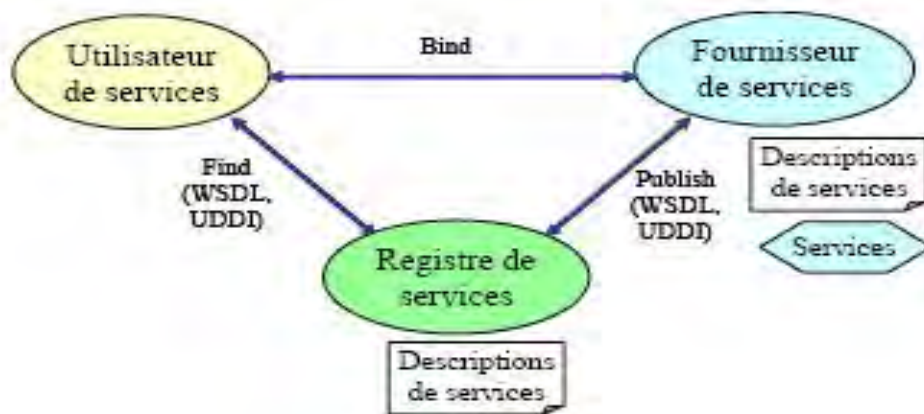 Utilisateur
de services
Bind
Fournisseur
de services
Find
(WSDL,
UDDI)
Publish
(WSDL,
UDDI)
Descriptions
de services
Services
Registre de
services
Descriptions
de services